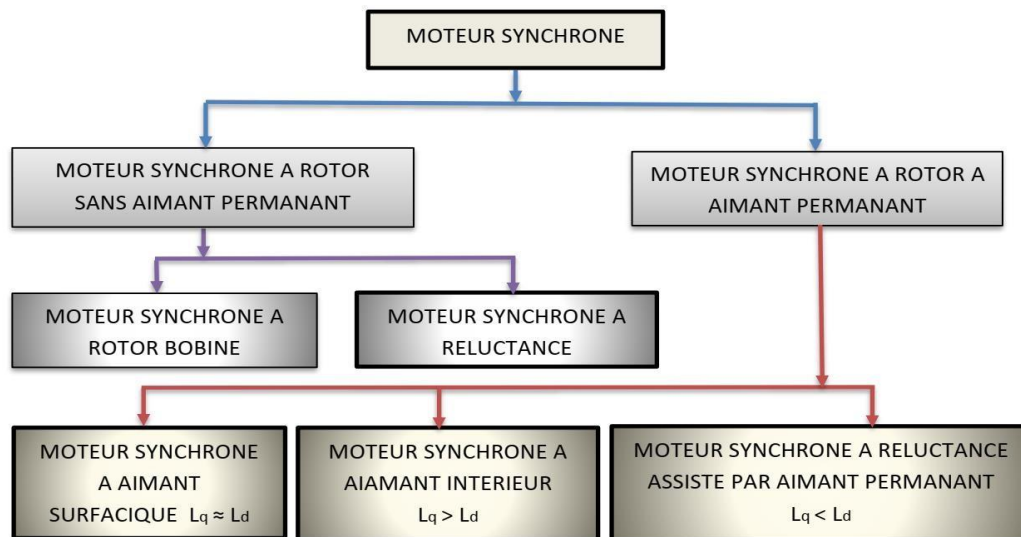 MOTEUR SYNCHRONE
MOTEUR SYNCHRONE A ROTOR
SANS AIMANT PERMANANT
MOTEUR SYNCHRONE A ROTOR A
AIMANT PERMANANT
MOTEUR SYNCHRONE A
ROTOR BOBINE
MOTEUR SYNCHRONE A
RELUCTANCE
MOTEUR SYNCHRONE
A AIMANT
SURFACIQUE Lq ≈ Ld
MOTEUR SYNCHRONE A
AIAMANT INTERIEUR
Lq > Ld
MOTEUR SYNCHRONE A RELUCTANCE
ASSISTE PAR AIMANT PERMANANT
Lq < Ld